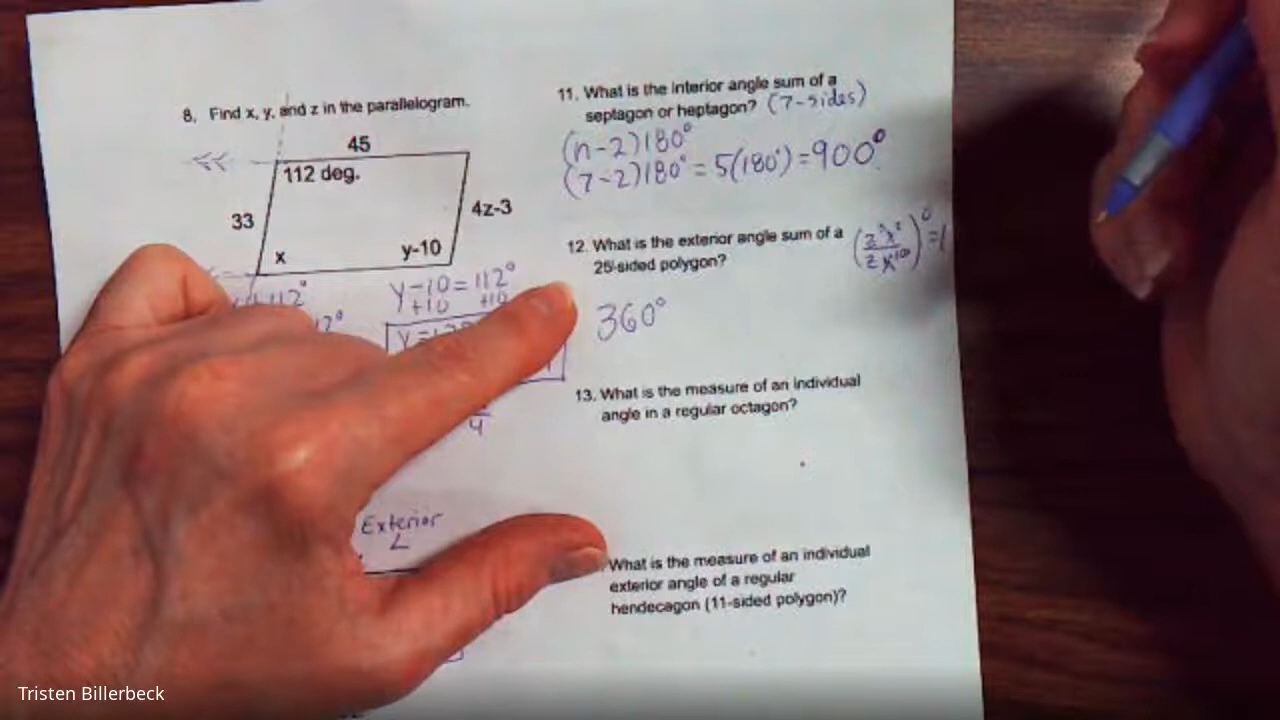 8. Find x, y, and z in the parallelogram.
45
112 deg.
33
4z-3
x
y-10
112°
y-10=112°
+10 +10
4
Exterior
∠
11. What is the interior angle sum of a
septagon or heptagon? (7-sides)
(n-2)180°
(7-2)180° = 5(180°) = 900°
12. What is the exterior angle sum of a
25-sided polygon?
360°
13. What is the measure of an individual
angle in a regular octagon?
What is the measure of an individual
exterior angle of a regular
hendecagon (11-sided polygon)?
Tristen Billerbeck